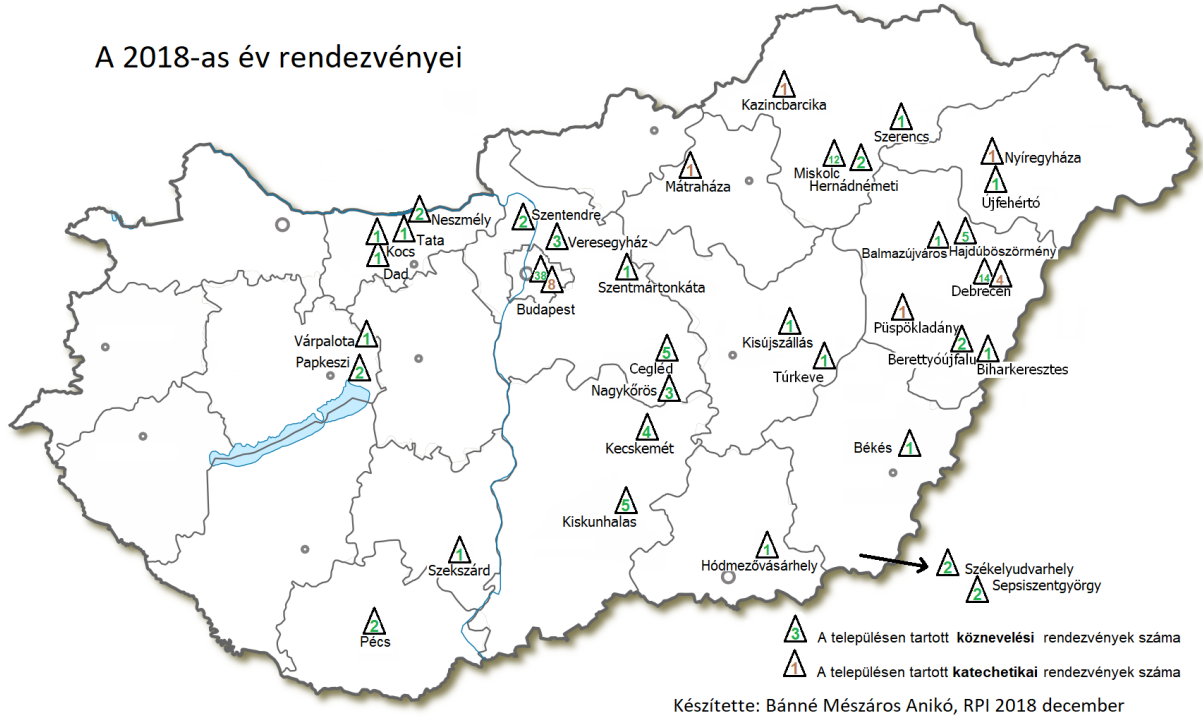 A 2018-as év rendezvényei
1
Kazincbarcika
1
Szerencs
12
Miskolc
2
Hernádnémeti
1
Nyíregyháza
1
Újfehértó
1
Mátraháza
2
Neszmély
1
Tata
1
Kocs
1
Dad
2
Szentendre
3
Veresegyház
38
8
Budapest
1
Szentmártonkáta
1
Balmazújváros
5
Hajdúböszörmény
14
4
Debrecen
1
Püspökladány
2
Berettyóújfalu
1
Biharkeresztes
1
Várpalota
2
Papkeszi
1
Kisújszállás
1
Túrkeve
5
Cegléd
3
Nagykőrös
4
Kecskemét
1
Békés
5
Kiskunhalas
1
Szekszárd
1
Hódmezővásárhely
2
Pécs
2
Székelyudvarhely
2
Sepsiszentgyörgy
3 A településen tartott köznevelési rendezvények száma
1 A településen tartott katechetikai rendezvények száma
Készítette: Bánné Mészáros Anikó, RPI 2018 december